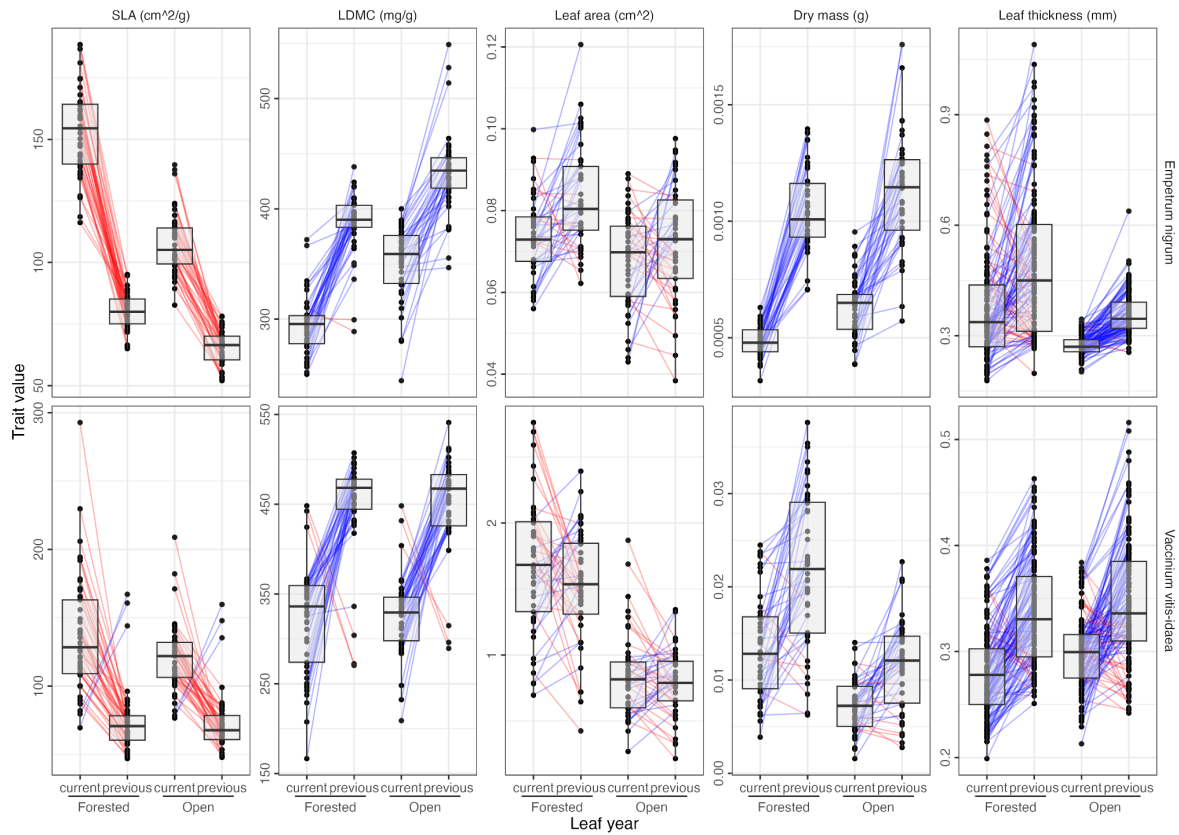 SLA (cm^2/g) LDMC (mg/g) Leaf area (cm^2) Dry mass (g) Leaf thickness (mm)
Trait value
50 100 150
300 400 500
0.04 0.06 0.08 0.10 0.12
0.0005 0.0010 0.0015
0.3 0.6 0.9
Empetrum nigrum
100 200 300
150 250 350 450 550
1 2
0.00 0.01 0.02 0.03
0.2 0.3 0.4 0.5
Vaccinium vitis-idaea
current previous current previous current previous current previous current previous current previous current previous current previous current previous current previous
Forested Open Forested Open Forested Open Forested Open Forested Open
Leaf year